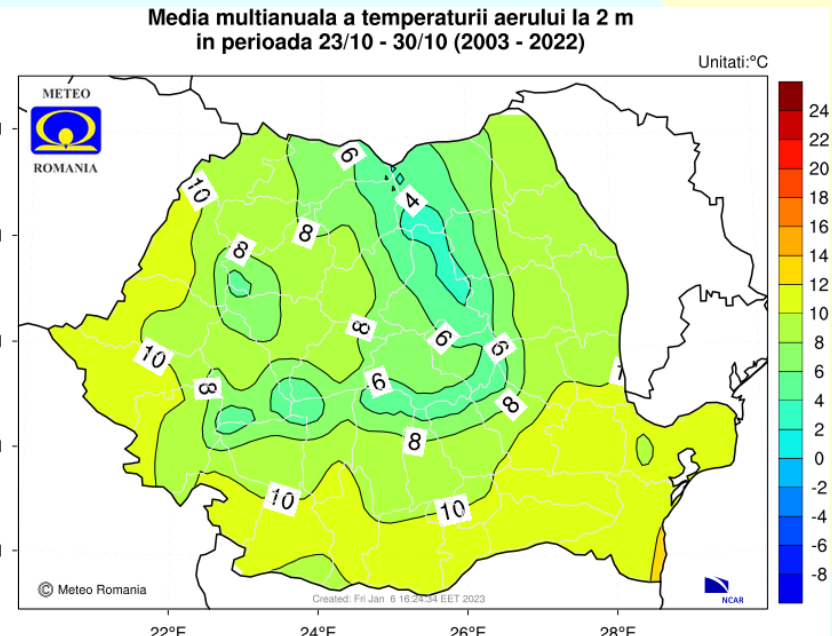 Media multianuala a temperaturii aerului la 2 m
in perioada 23/10 - 30/10 (2003 - 2022)
Unitati:°C
METEO
ROMANIA
6
10
4
8
8
24
22
20
18
16
14
12
10
8
6
4
2
0
-2
-4
-6
-8
8
6
6
10
6
8
8
8
10
10
© Meteo Romania
Created: Fri Jan 6 16:24:34 EET 2023
NCAR
22°E
24°E
26°E
28°E